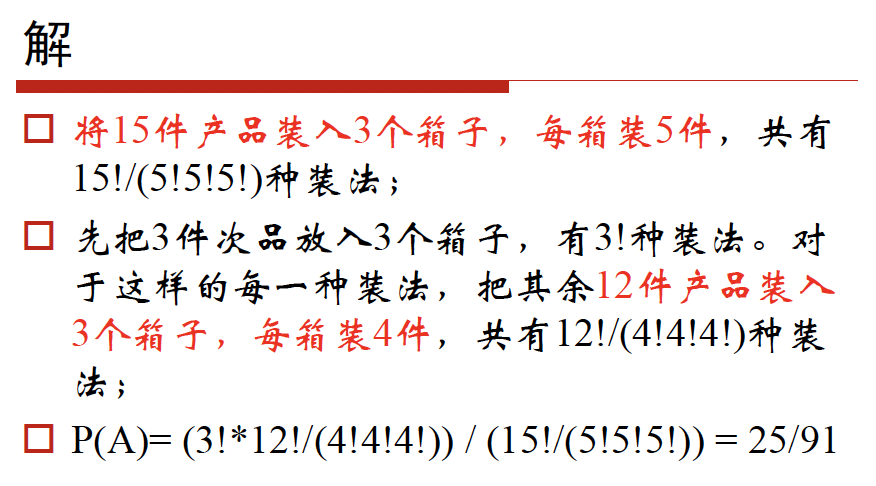 解
将15件产品装入3个箱子，每箱装5件，共有
15!/(5!5!5!)种装法；
先把3件次品放入3个箱子，有3!种装法。对
于这样的每一种装法，把其余12件产品装入
3个箱子，每箱装4件，共有12!/(4!4!4!)种装
法；
P(A)= (3!*12!/(4!4!4!)) / (15!/(5!5!5!)) = 25/91